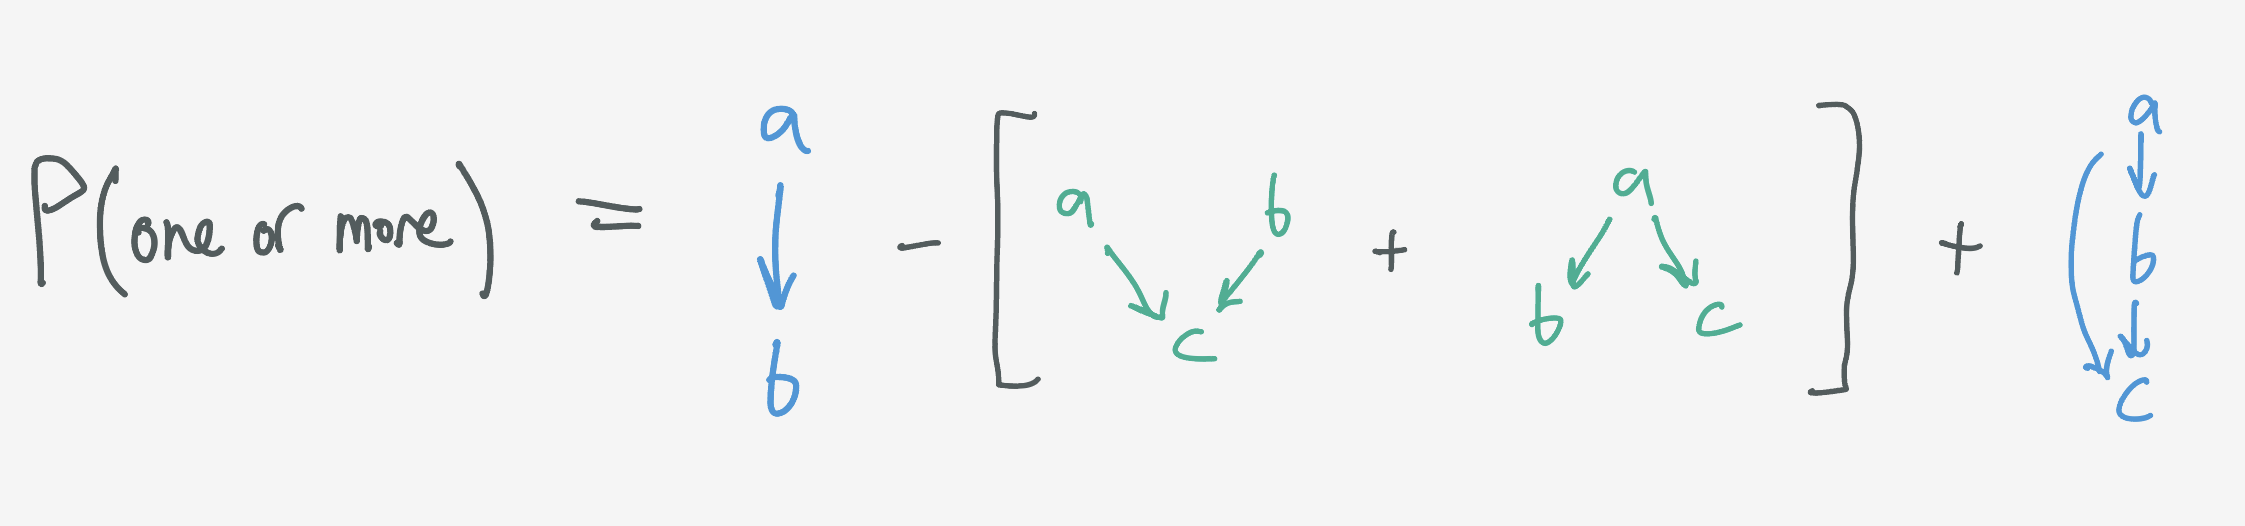 P(one or more) = a b - [ a b c + a b c ] + a b c